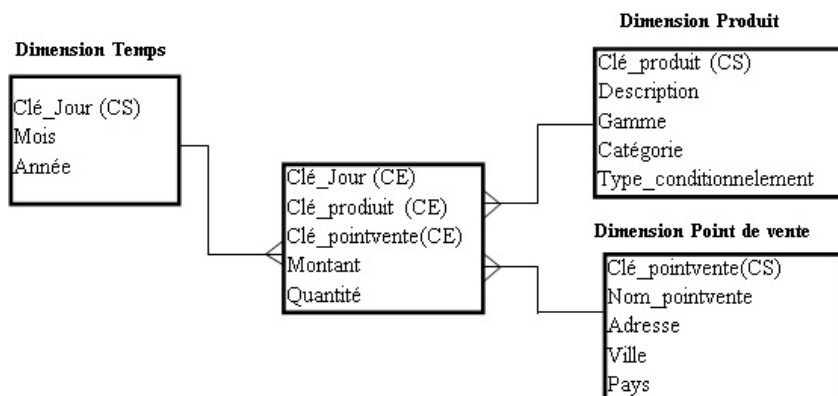 Dimension Temps
Clé_Jour (CS)
Mois
Année
Clé_Jour (CE)
Clé_prodiuit (CE)
Clé_pointvente(CE)
Montant
Quantité
Dimension Produit
Clé_produit (CS)
Description
Gamme
Catégorie
Type_conditionnelement
Dimension Point de vente
Clé_pointvente(CS)
Nom_pointvente
Adresse
Ville
Pays